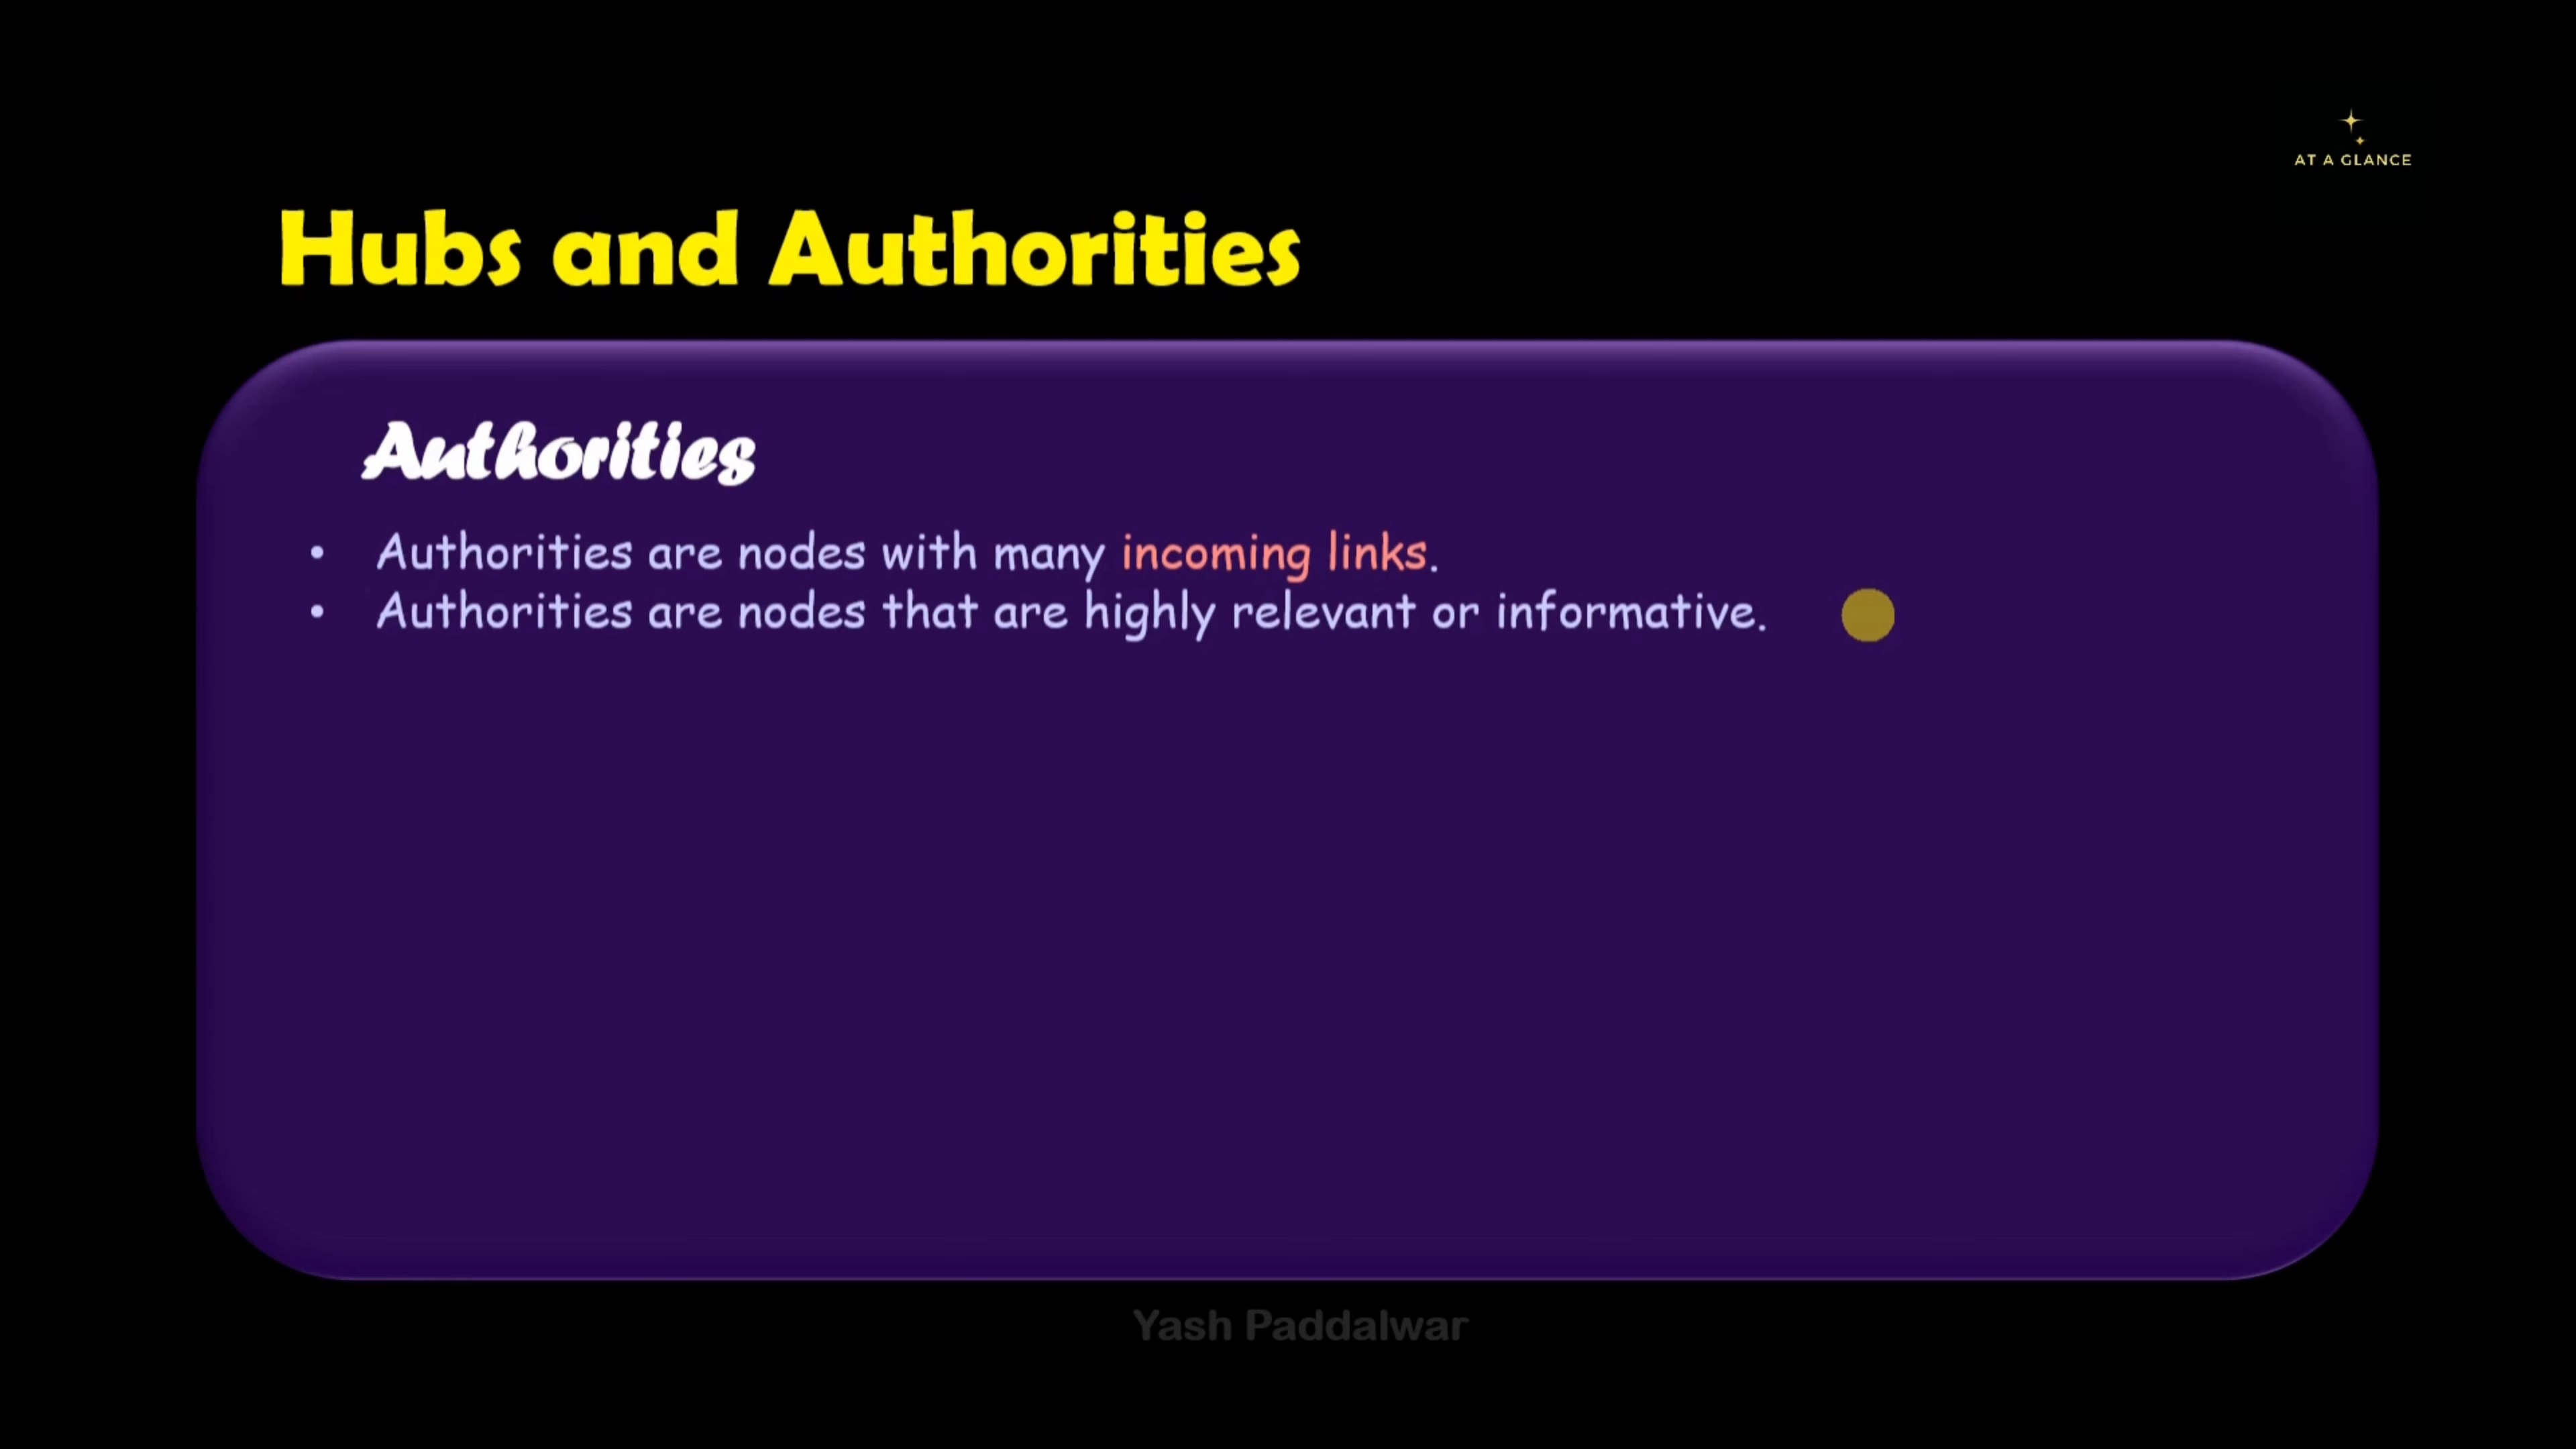 AT A GLANCE
Hubs and Authorities
Authorities
• Authorities are nodes with many incoming links.
• Authorities are nodes that are highly relevant or informative.
Yash Paddalwar